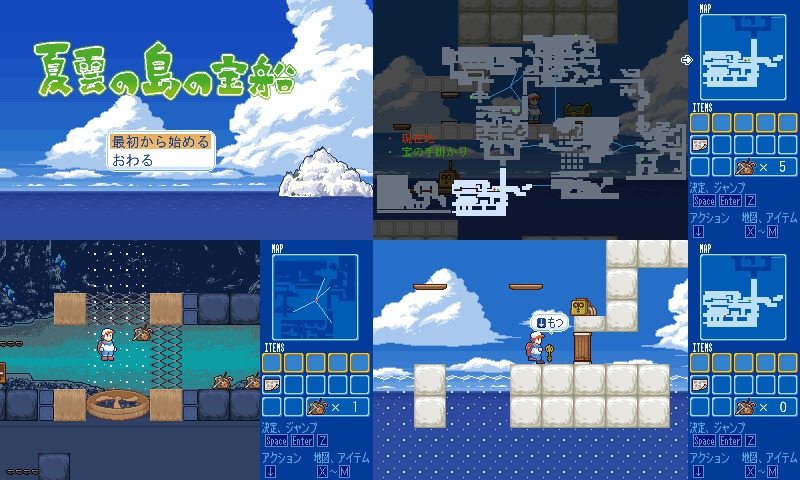 夏雲の島の宝船
最初から始める
おわる
現在地
宝の手掛かり
MAP
ITEMS
× 5
決定、ジャンプ
Space Enter Z
アクション 地図、アイテム
↓ X～M
MAP
ITEMS
× 1
決定、ジャンプ
Space Enter Z
アクション 地図、アイテム
↓ X～M
↓もつ
MAP
ITEMS
× 0
決定、ジャンプ
Space Enter Z
アクション 地図、アイテム
↓ X～M